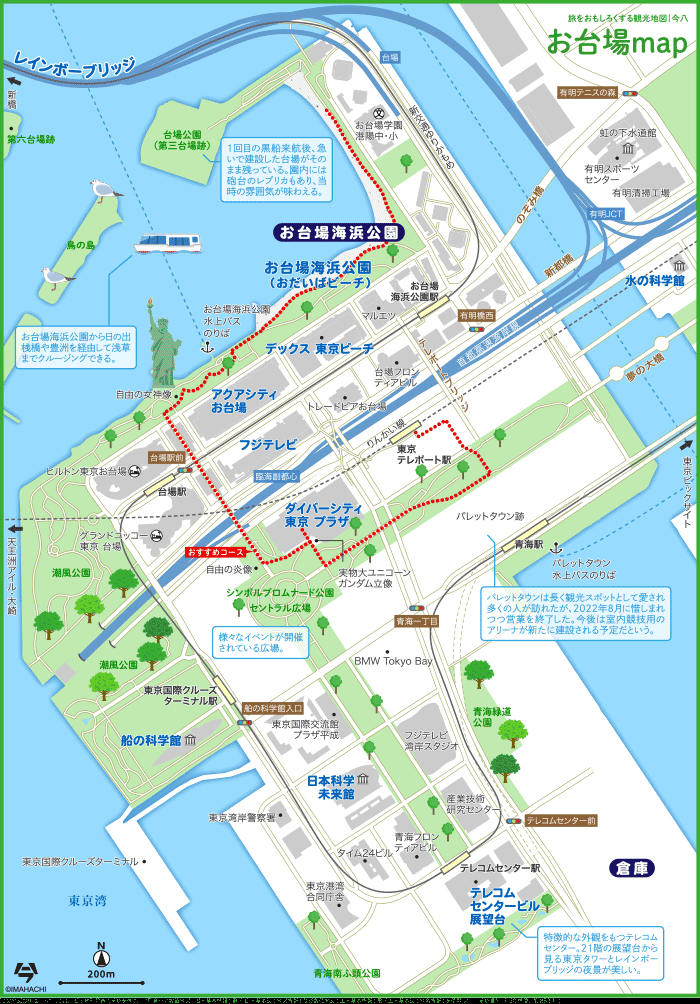 旅をおもしろくする観光地図│今八
お台場map
レインボーブリッジ
新橋
第六台場跡
台場公園
(第三台場跡)
1回目の黒船来航後、急
いで建設した台場がその
まま残っている。園内には
砲台のレプリカもあり、当
時の雰囲気が味わえる。
台場
お台場学園
港陽中・小
新交通ゆりかもめ
有明テニスの森
虹の下水道館
有明スポーツ
センター
有明清掃工場
有明JCT
のぞみ橋
新都橋
水の科学館
鳥の島
お台場海浜公園
お台場海浜公園
(おだいばビーチ)
お台場海浜公園
水上バス
のりば
お台場海浜公園から日の出
桟橋や豊洲を経由して浅草
までクルージングできる。
お台場
海浜公園駅
マルエツ
有明橋西
首都高速湾岸線
夢の大橋
テレポートブリッジ
デックス 東京ビーチ
台場フロン
ティアビル
自由の女神像
アクアシティ
お台場
トレードピアお台場
りんかい線
フジテレビ
東京
テレポート駅
東京ビッグサイト
台場駅前
ヒルトン東京お台場
台場駅
臨海副都心
ダイバーシティ
東京 プラザ
パレットタウン跡
天王洲アイル・大崎
グランドニッコー
東京 台場
おすすめコース
自由の炎像
実物大ユニコーン
ガンダム立像
青海駅
パレットタウン
水上バスのりば
潮風公園
シンボルプロムナード公園
セントラル広場
パレットタウンは長く観光スポットとして愛され
多くの人が訪れたが、2022年8月に惜しまれ
つつ営業を終了した。今後は室内競技用の
アリーナが新たに建設される予定だという。
様々なイベントが開催
されている広場。
青海一丁目
潮風公園
BMW Tokyo Bay
東京国際クルーズ
ターミナル駅
船の科学館入口
東京国際交流館
プラザ平成
青海緑道
公園
船の科学館
フジテレビ
湾岸スタジオ
日本科学
未来館
産業技術
研究センター
東京湾岸警察署
テレコムセンター前
青海フロン
ティアビル
タイム24ビル
東京国際クルーズターミナル
テレコムセンター駅
倉庫
東京湾
東京港湾
合同庁舎
テレコム
センタービル
展望台
特徴的な外観をもつテレコム
センター。21階の展望台から
見る東京タワーとレインボー
ブリッジの夜景が美しい。
N
200m
©IMAHACHI
青海南ふ頭公園